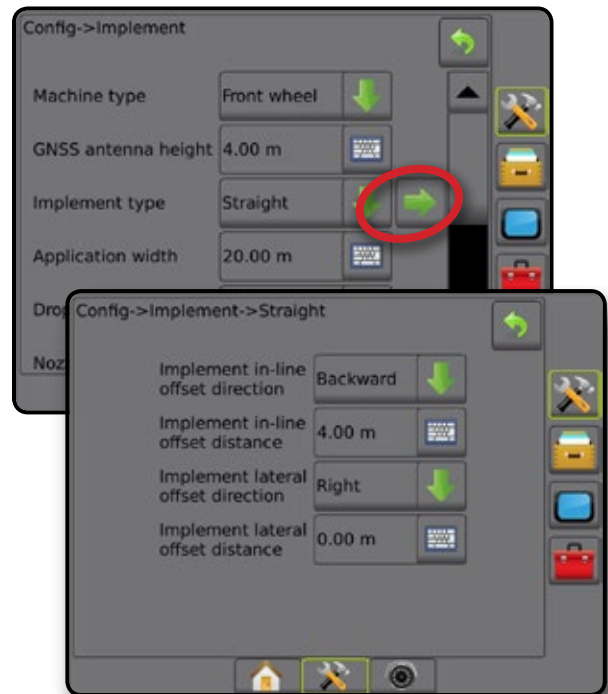 Config->Implement
Machine type
Front wheel
GNSS antenna height
4.00 m
Implement type
Straight
Application width
20.00 m
Config->Implement->Straight
Implement in-line
offset direction
Backward
Implement in-line
offset distance
4.00 m
Implement lateral
offset direction
Right
Implement lateral
offset distance
0.00 m